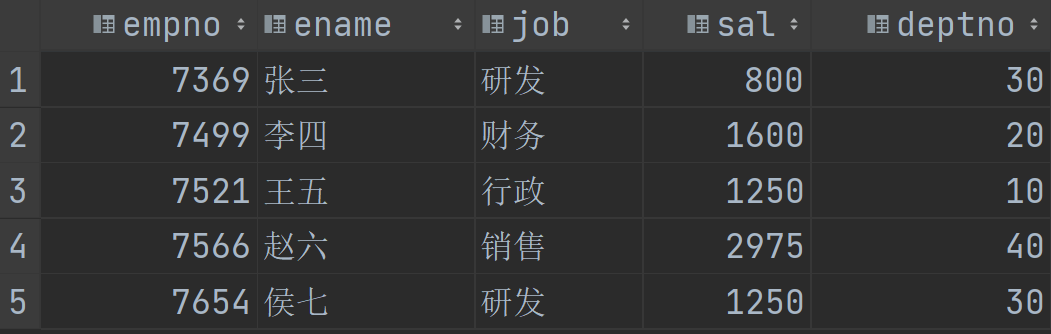 empno ename job sal deptno
1 7369 张三 研发 800 30
2 7499 李四 财务 1600 20
3 7521 王五 行政 1250 10
4 7566 赵六 销售 2975 40
5 7654 侯七 研发 1250 30